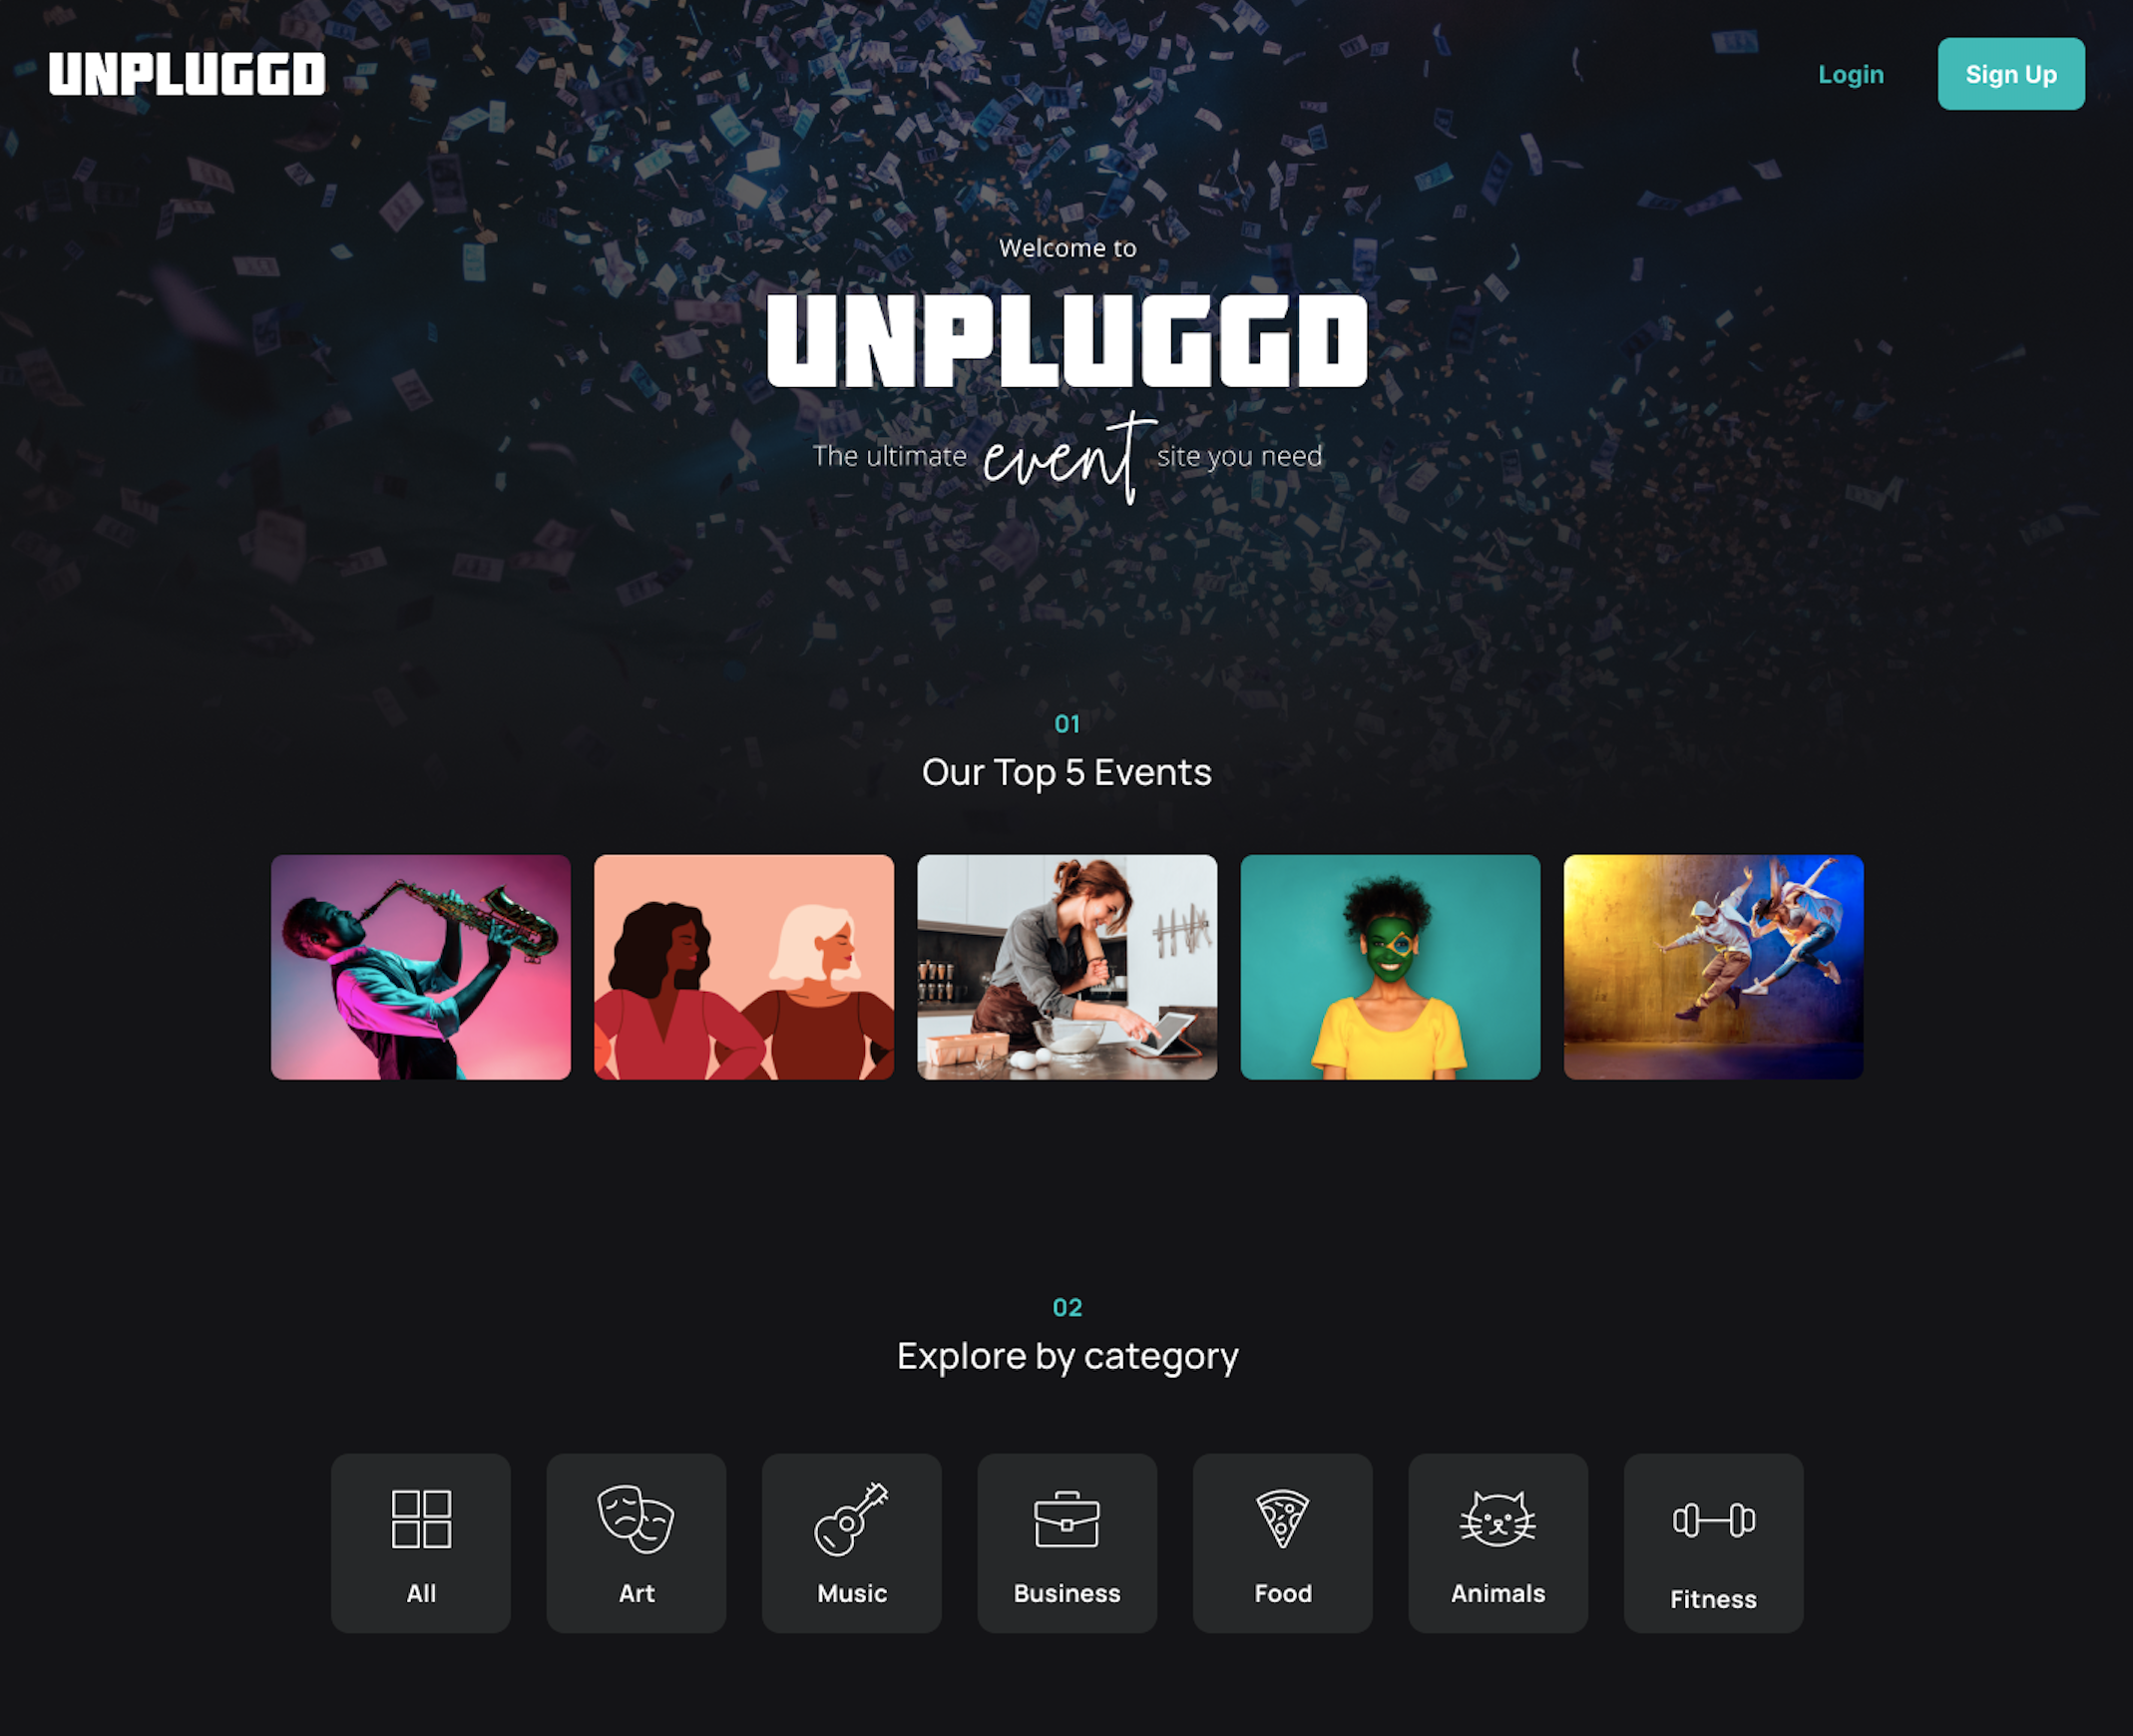 UNPLUGGD
Login
Sign Up
Welcome to
UNPLUGGD
The ultimate event site you need
01
Our Top 5 Events
02
Explore by category
All
Art
Music
Business
Food
Animals
Fitness